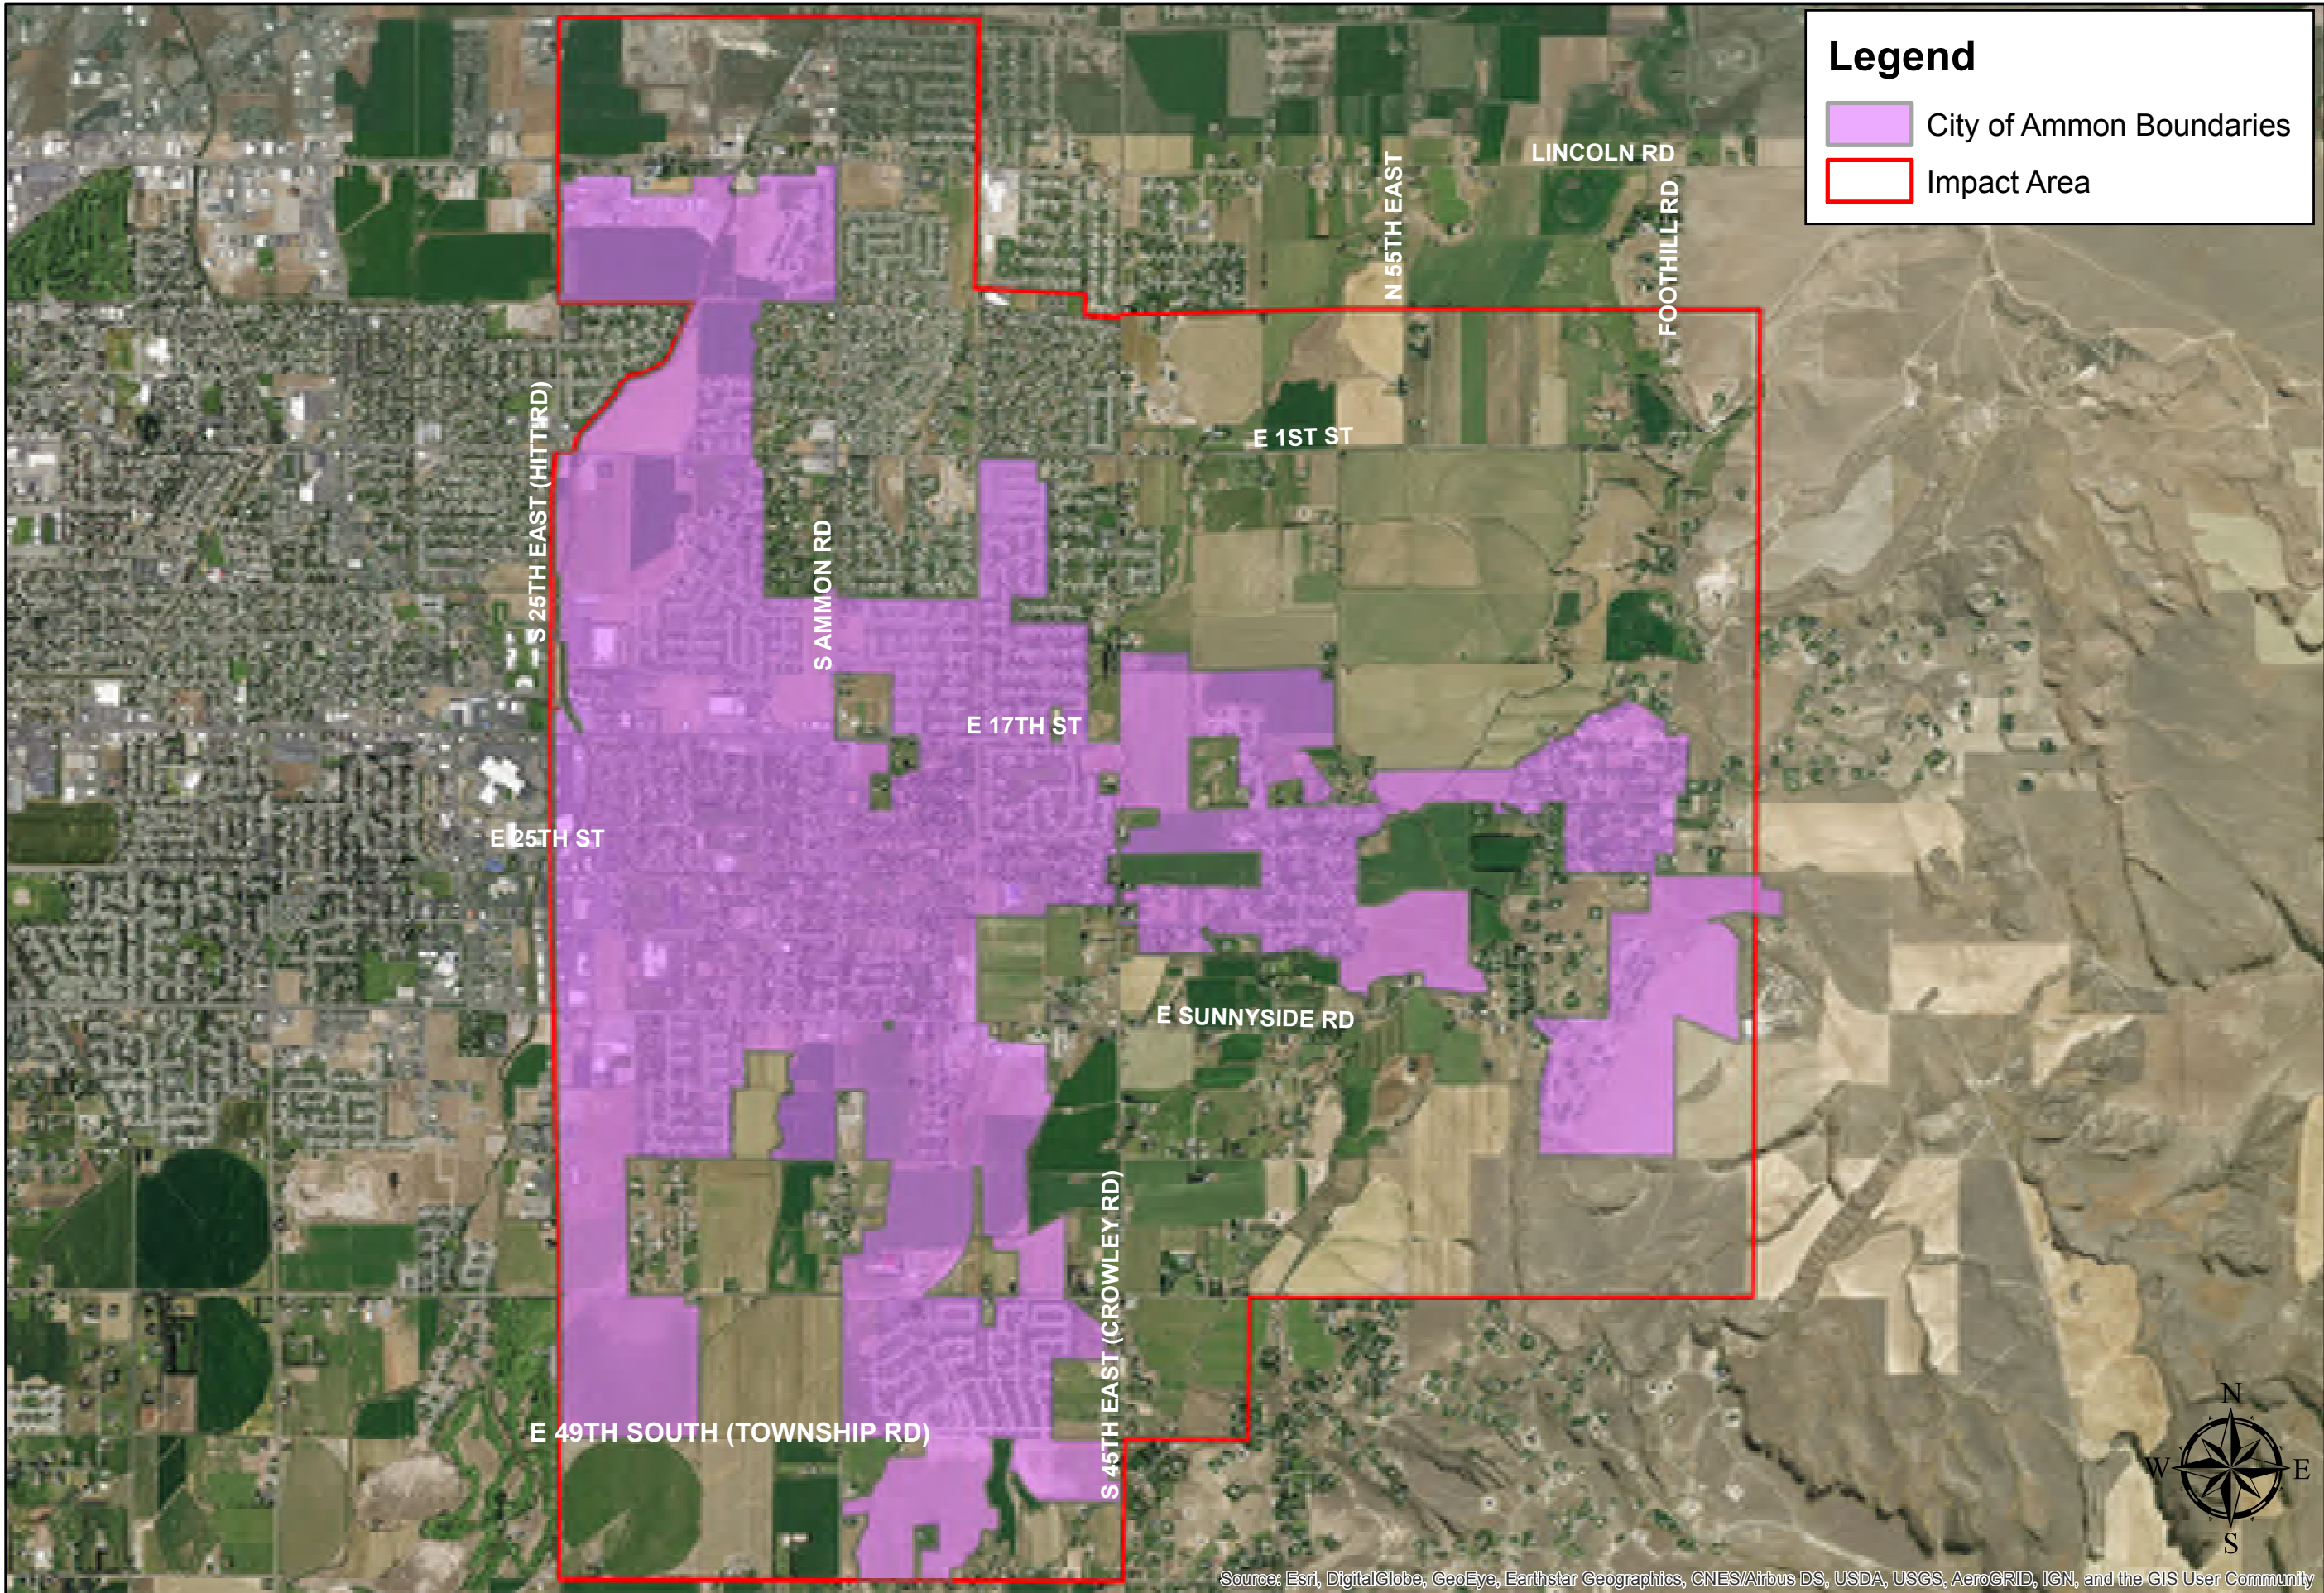 Legend
City of Ammon Boundaries
Impact Area
LINCOLN RD
N 55TH EAST
FOOTHILL RD
S 25TH EAST (HITT RD)
E 1ST ST
S AMMON RD
E 17TH ST
E 25TH ST
E SUNNYSIDE RD
S 45TH EAST (CROWLEY RD)
E 49TH SOUTH (TOWNSHIP RD)
N
W
E
S
Source: Esri, DigitalGlobe, GeoEye, Earthstar Geographics, CNES/Airbus DS, USDA, USGS, AeroGRID, IGN, and the GIS User Community